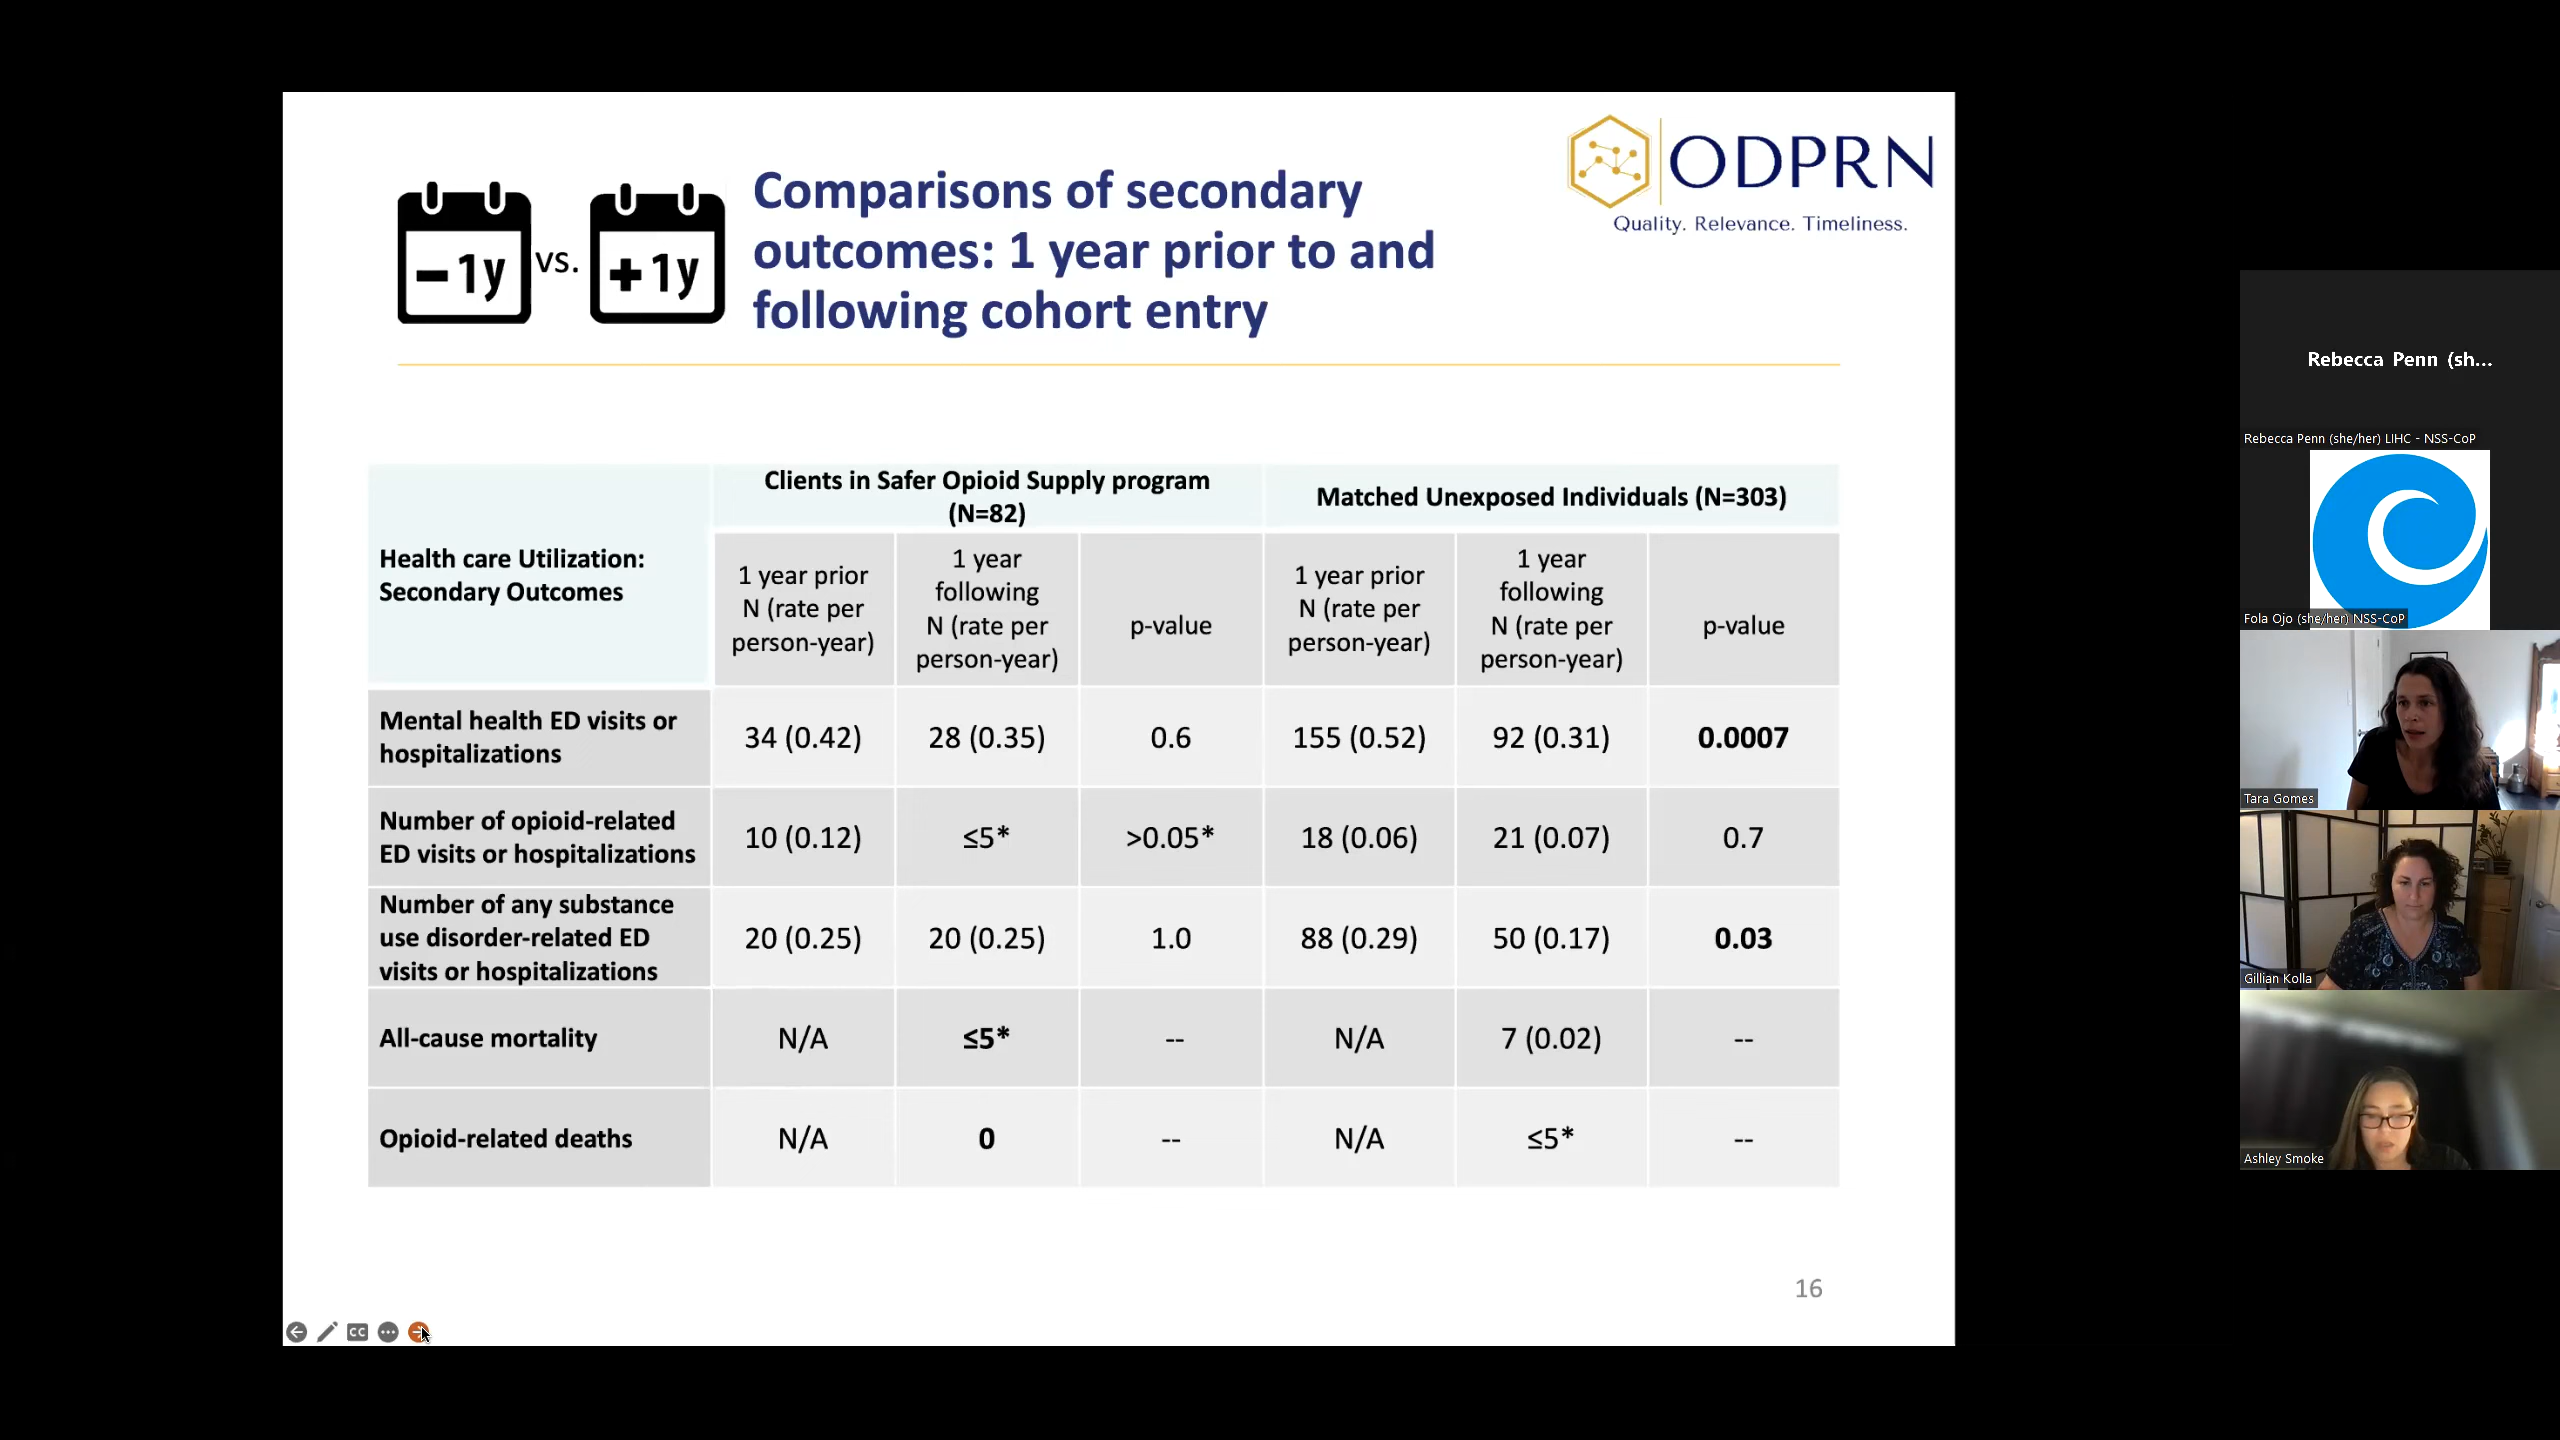 -1y
vs.
+1y
Comparisons of secondary
outcomes: 1 year prior to and
following cohort entry
ODPRN
Quality. Relevance. Timeliness.
Health care Utilization:
Secondary Outcomes
Clients in Safer Opioid Supply program
(N=82)
Matched Unexposed Individuals (N=303)
1 year prior
N (rate per
person-year)
1 year
following
N (rate per
person-year)
p-value
1 year prior
N (rate per
person-year)
1 year
following
N (rate per
person-year)
p-value
Mental health ED visits or
hospitalizations
34 (0.42)
28 (0.35)
0.6
155 (0.52)
92 (0.31)
0.0007
Number of opioid-related
ED visits or hospitalizations
10 (0.12)
≤5*
>0.05*
18 (0.06)
21 (0.07)
0.7
Number of any substance
use disorder-related ED
visits or hospitalizations
20 (0.25)
20 (0.25)
1.0
88 (0.29)
50 (0.17)
0.03
All-cause mortality
N/A
≤5*
--
N/A
7 (0.02)
--
Opioid-related deaths
N/A
0
--
N/A
≤5*
--
16
CC
Rebecca Penn (sh...
Rebecca Penn (she/her) LIHC - NSS-CoP
Fola Ojo (she/her) NSS-CoP
Tara Gomes
Gillian Kolla
Ashley Smoke